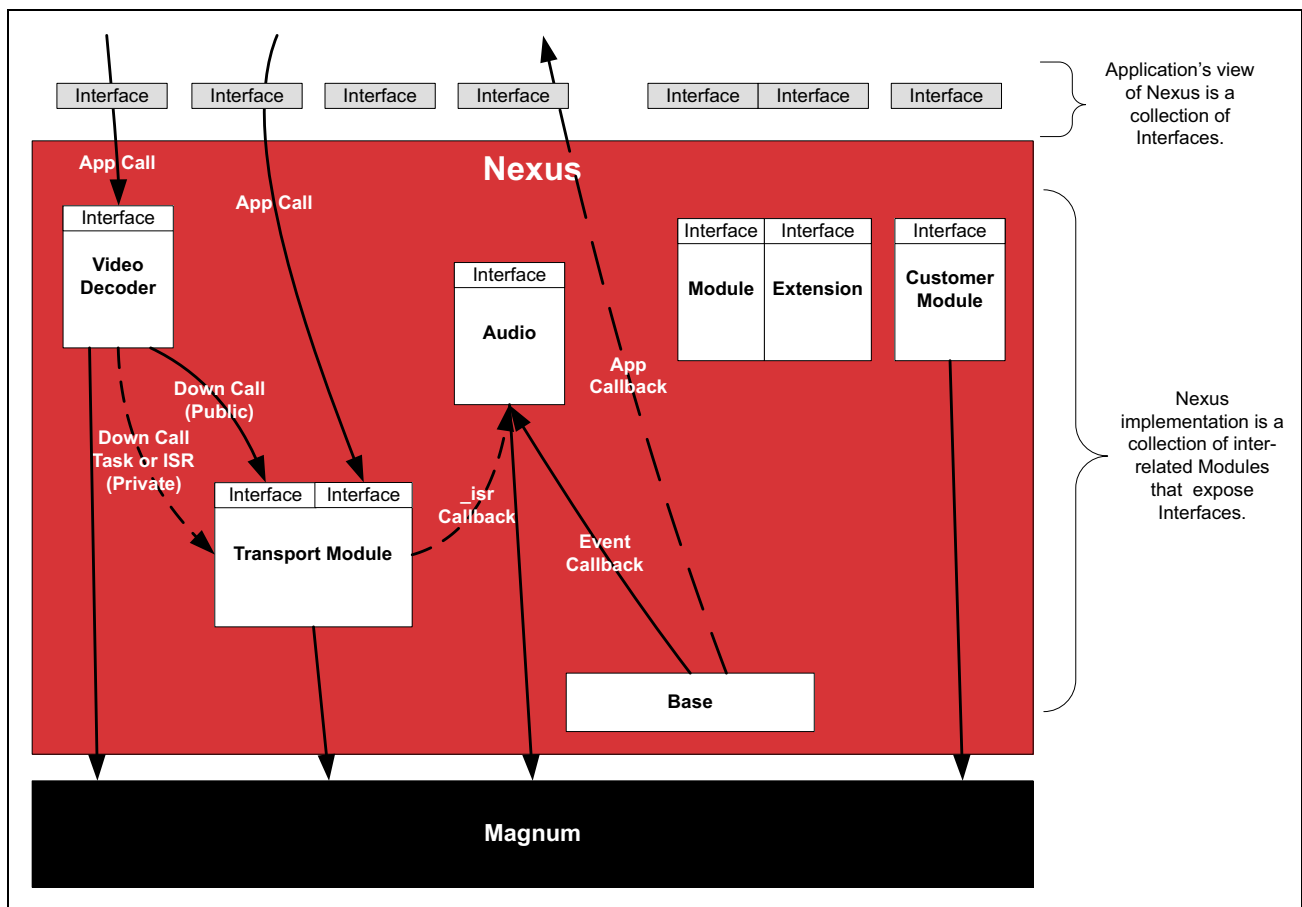 Interface
Interface
Interface
Interface
Interface
Interface
Interface
Application's view
of Nexus is a
collection of
Interfaces.
Nexus
App Call
App Call
Interface
Video
Decoder
Interface
Audio
Interface
Interface
Module
Extension
Interface
Customer
Module
App
Callback
Down Call
(Public)
Down Call
Task or ISR
(Private)
Interface
Interface
Transport Module
_isr
Callback
Event
Callback
Base
Nexus
implementation is a
collection of inter-
related Modules
that expose
Interfaces.
Magnum